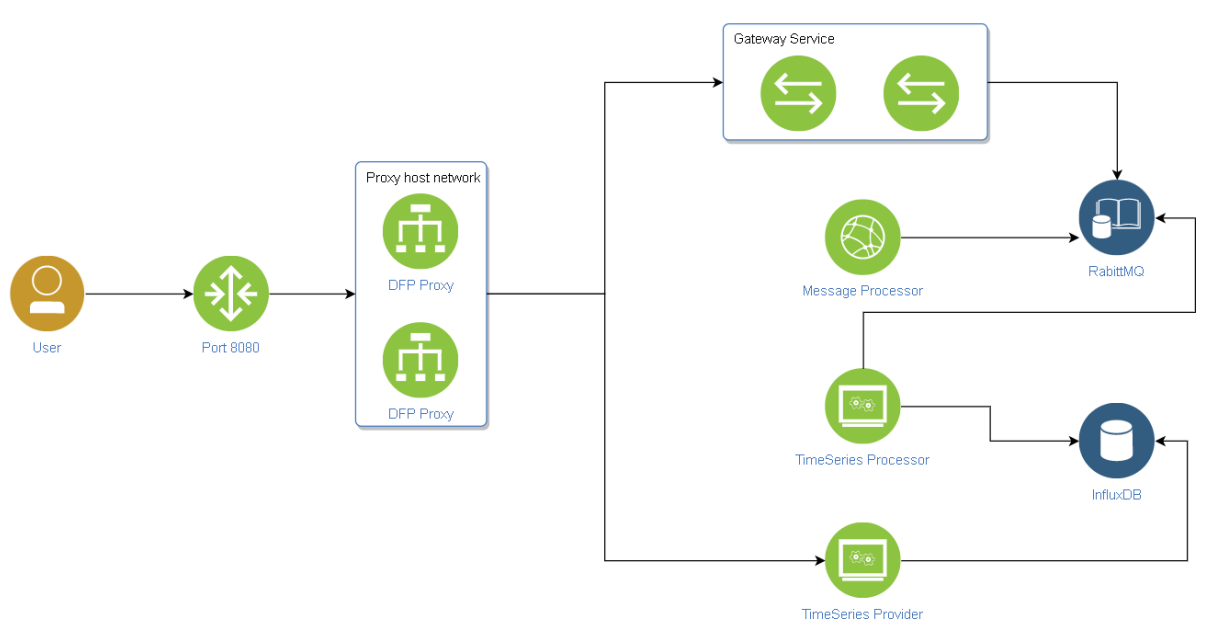 Gateway Service
Proxy host network
DFP Proxy
DFP Proxy
User
Port 8080
RabittMQ
Message Processor
TimeSeries Processor
InfluxDB
TimeSeries Provider